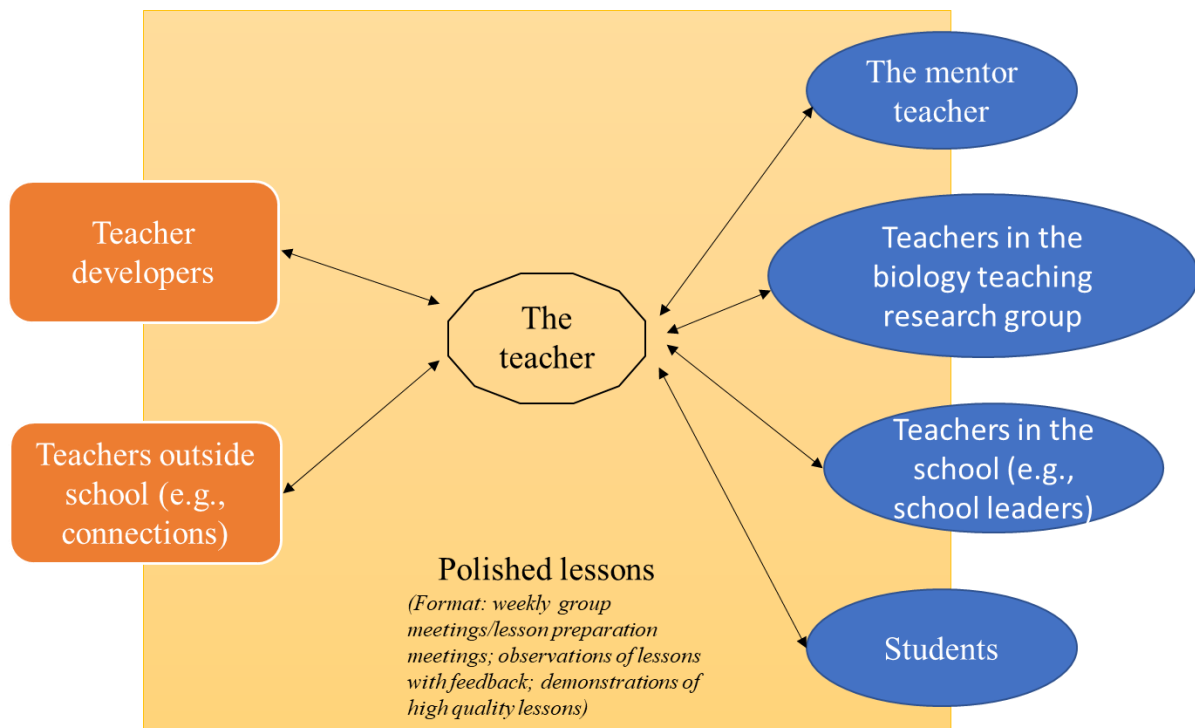 The mentor
teacher
Teacher
developers
Teachers in the
biology teaching
research group
The
teacher
Teachers outside
school (e.g.,
connections)
Teachers in the
school (e.g.,
school leaders)
Polished lessons
(Format: weekly group
meetings/lesson preparation
meetings; observations of lessons
with feedback; demonstrations of
high quality lessons)
Students